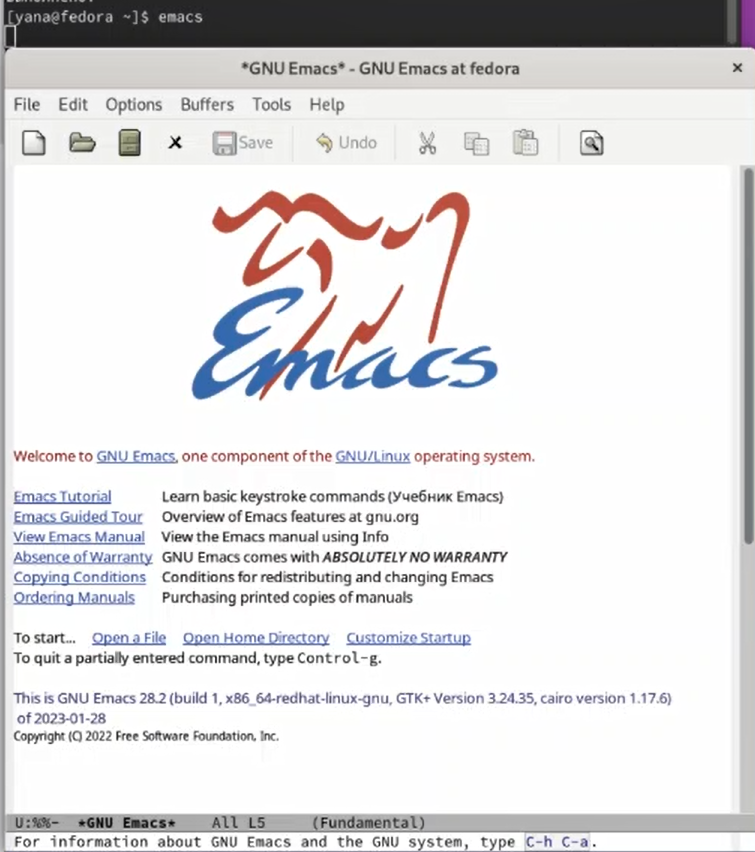 [yana@fedora ~]$ emacs
*GNU Emacs* - GNU Emacs at fedora
File Edit Options Buffers Tools Help
Save Undo
Emacs
Welcome to GNU Emacs, one component of the GNU/Linux operating system.
Emacs Tutorial Learn basic keystroke commands (Учебник Emacs)
Emacs Guided Tour Overview of Emacs features at gnu.org
View Emacs Manual View the Emacs manual using Info
Absence of Warranty GNU Emacs comes with ABSOLUTELY NO WARRANTY
Copying Conditions Conditions for redistributing and changing Emacs
Ordering Manuals Purchasing printed copies of manuals
To start... Open a File Open Home Directory Customize Startup
To quit a partially entered command, type Control-g.
This is GNU Emacs 28.2 (build 1, x86_64-redhat-linux-gnu, GTK+ Version 3.24.35, cairo version 1.17.6)
of 2023-01-28
Copyright (C) 2022 Free Software Foundation, Inc.
U:%%- *GNU Emacs* All L5 (Fundamental)
For information about GNU Emacs and the GNU system, type C-h C-a.